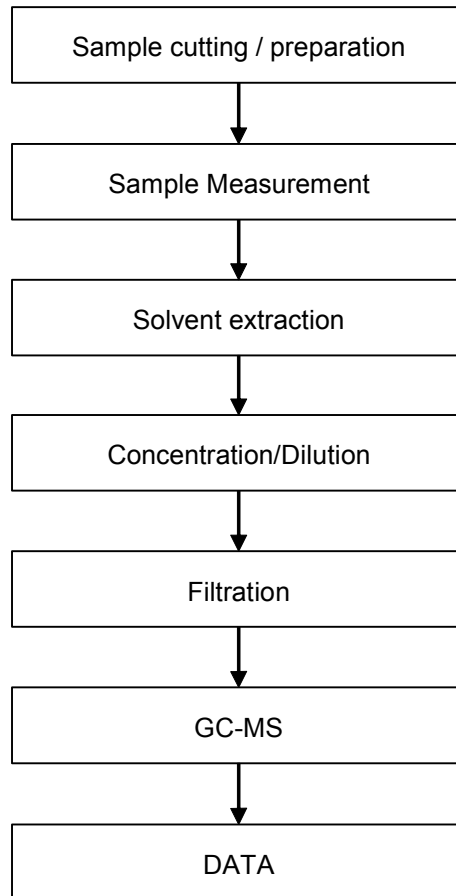 Sample cutting / preparation
Sample Measurement
Solvent extraction
Concentration/Dilution
Filtration
GC-MS
DATA